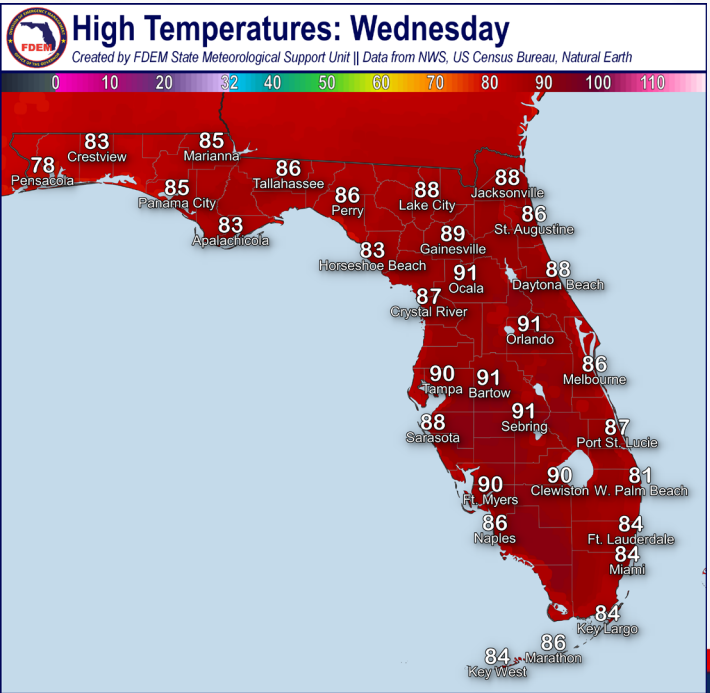 FDEM
High Temperatures: Wednesday
Created by FDEM State Meteorological Support Unit || Data from NWS, US Census Bureau, Natural Earth
0 10 20 32 40 50 60 70 80 90 100 110
83
Crestview
85
Marianna
78
Pensacola
86
Tallahassee
85
Panama City
86
Perry
88
Lake City
88
Jacksonville
83
Apalachicola
86
St. Augustine
89
Gainesville
83
Horseshoe Beach
91
Ocala
88
Daytona Beach
87
Crystal River
91
Orlando
90
Tampa
91
Bartow
86
Melbourne
91
Sebring
88
Sarasota
87
Port St. Lucie
90
Ft. Myers
90
Clewiston
81
W. Palm Beach
86
Naples
84
Ft. Lauderdale
84
Miami
84
Key Largo
86
Marathon
84
Key West